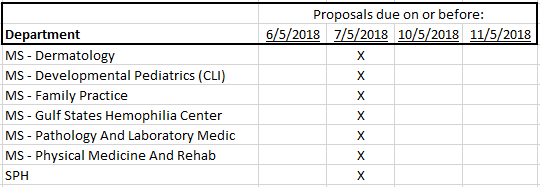 Proposals due on or before:
Department 6/5/2018 7/5/2018 10/5/2018 11/5/2018
MS - Dermatology X
MS - Developmental Pediatrics (CLI) X
MS - Family Practice X
MS - Gulf States Hemophilia Center X
MS - Pathology And Laboratory Medic X
MS - Physical Medicine And Rehab X
SPH X